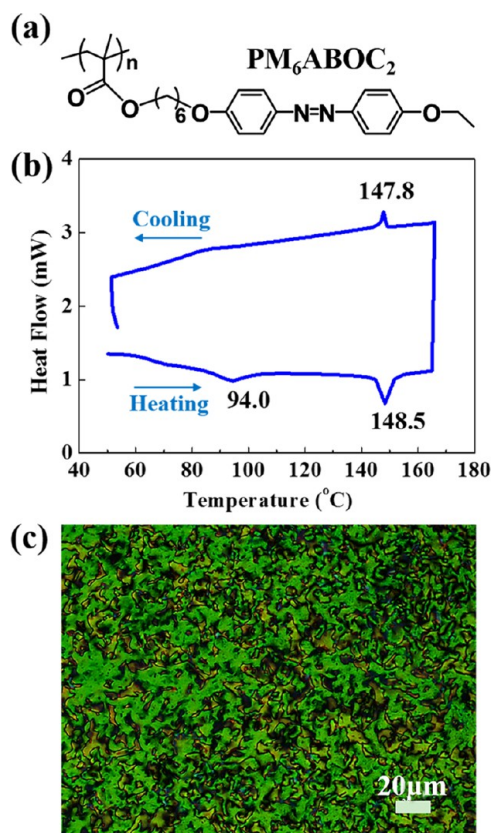 (a)
PM₆ABOC₂
n
O
O
6
O
N=N
O
(b)
4
3
2
1
0
Heat Flow (mW)
Cooling
147.8
Heating
94.0
148.5
40 60 80 100 120 140 160 180
Temperature (°C)
(c)
20μm